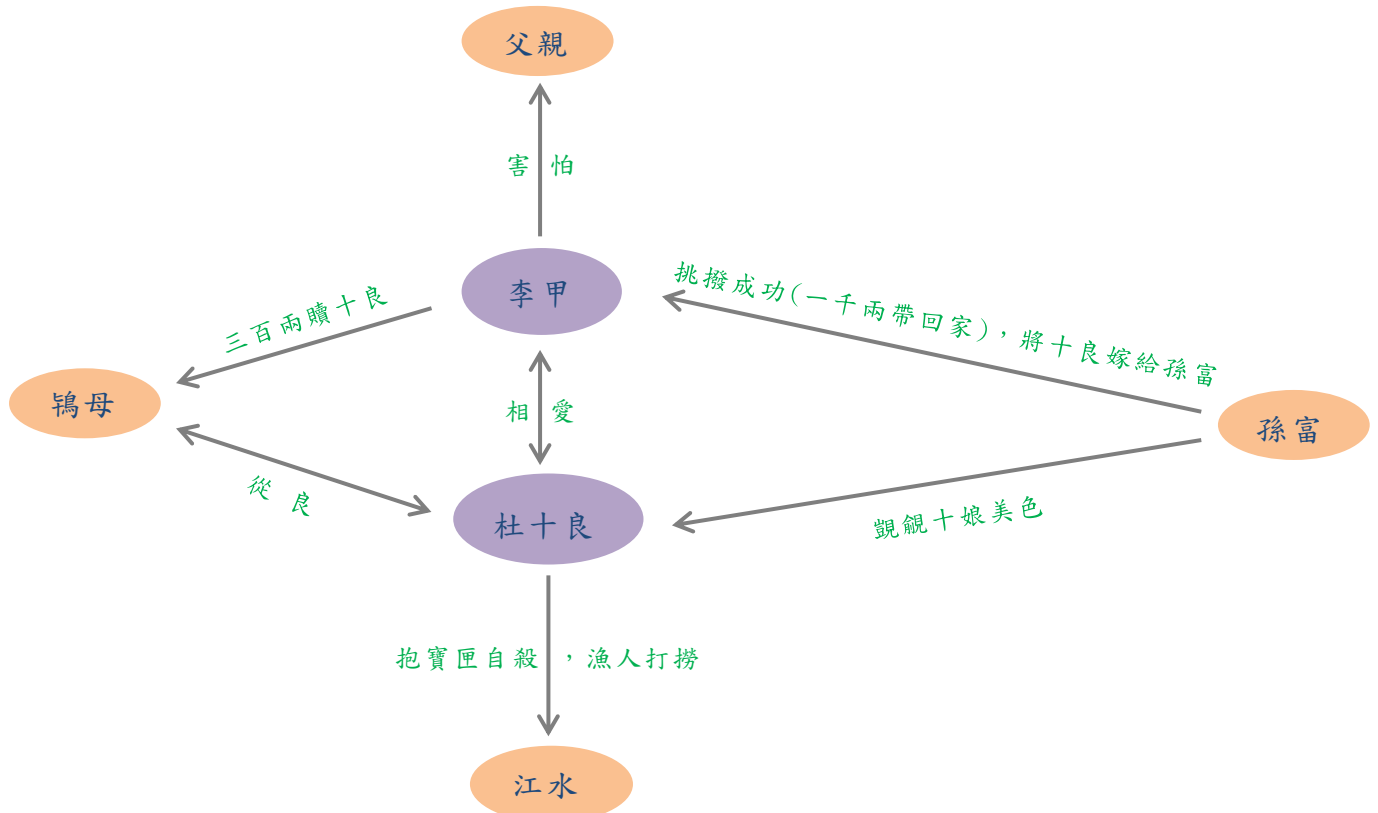 父親
害怕
李甲
挑撥成功(一千兩帶回家)，將十良嫁給孫富
三百兩贖十良
鴇母
相愛
孫富
從良
杜十良
覬覦十娘美色
抱寶匣自殺，漁人打撈
江水